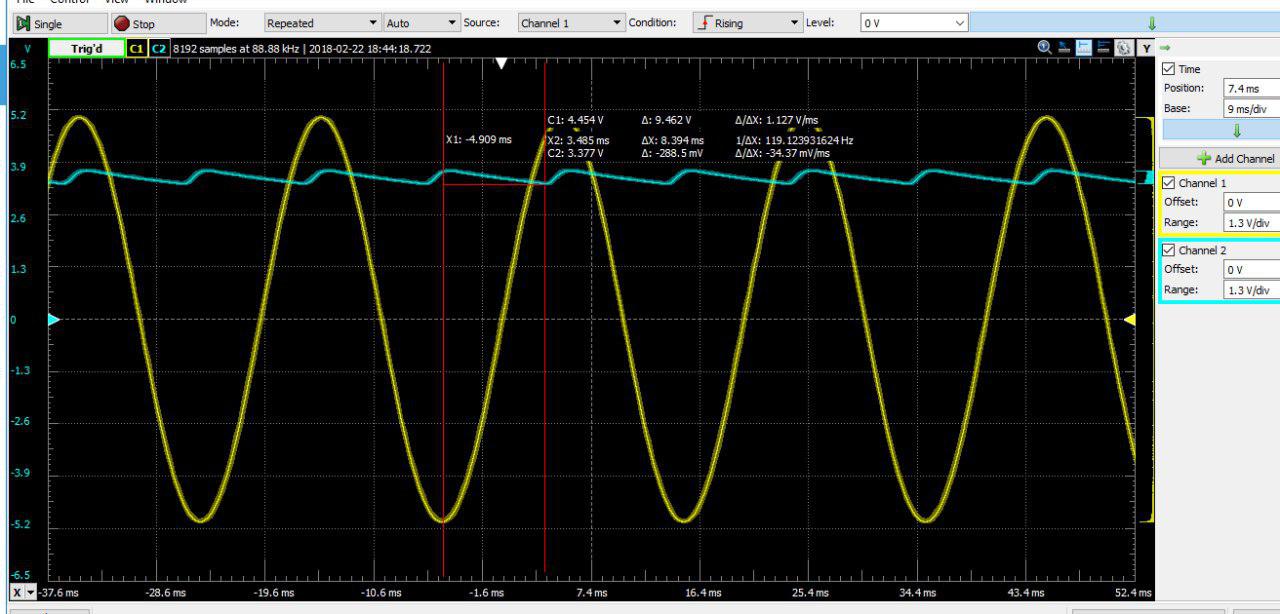 File Control View Window
Single Stop Mode: Repeated Auto Source: Channel 1 Condition: Rising Level: 0 V
V Trig'd C1 C2 8192 samples at 88.88 kHz | 2018-02-22 18:44:18.722 Y
6.5
Time
Position: 7.4 ms
Base: 9 ms/div
5.2
C1: 4.454 V Δ: 9.462 V Δ/ΔX: 1.127 V/ms
X1: -4.909 ms X2: 3.485 ms ΔX: 8.394 ms 1/ΔX: 119.123931624 Hz
C2: 3.377 V Δ: -288.5 mV Δ/ΔX: -34.37 mV/ms
Add Channel
3.9
Channel 1
Offset: 0 V
Range: 1.3 V/div
2.6
Channel 2
Offset: 0 V
Range: 1.3 V/div
1.3
0
-1.3
-2.6
-3.9
-5.2
-6.5
X -37.6 ms -28.6 ms -19.6 ms -10.6 ms -1.6 ms 7.4 ms 16.4 ms 25.4 ms 34.4 ms 43.4 ms 52.4 ms